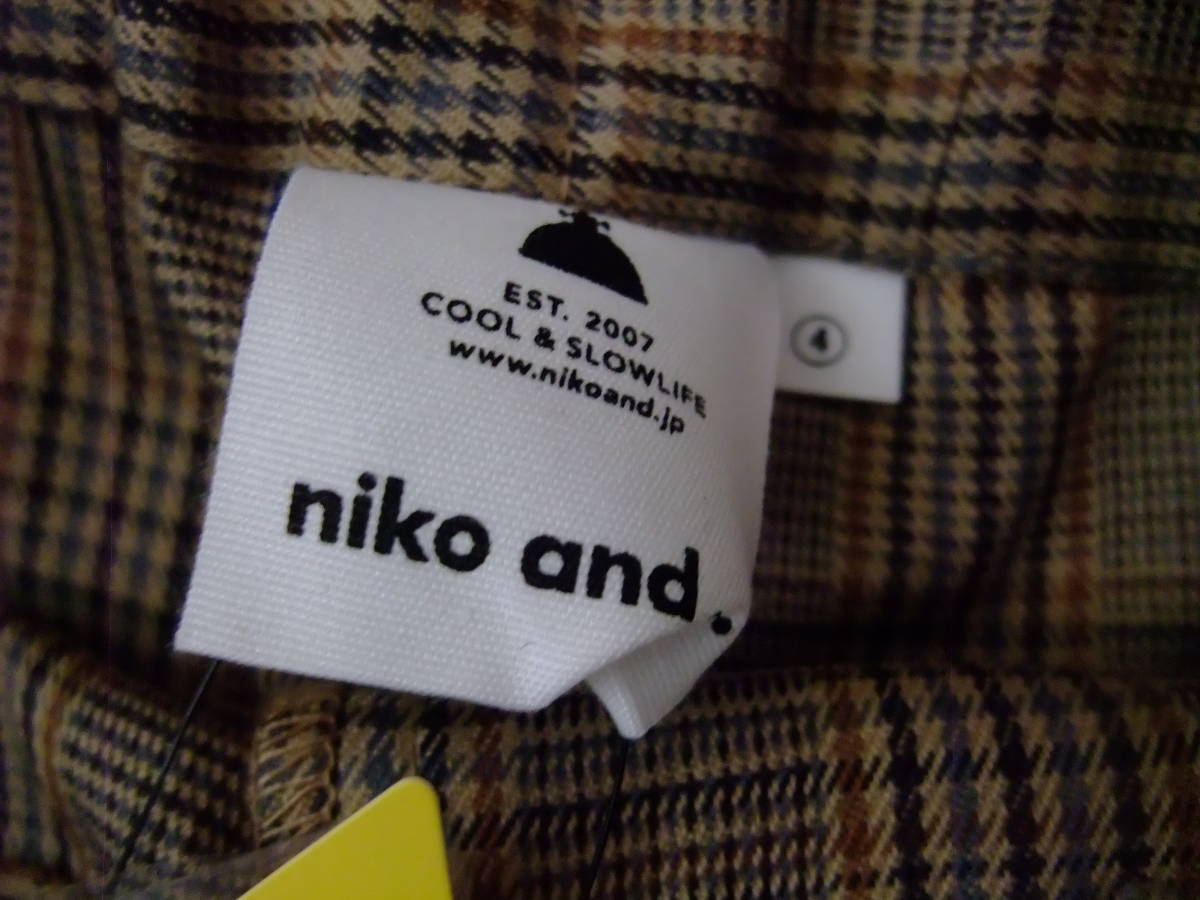 EST. 2007
COOL & SLOWLIFE
www.nikoand.jp
niko and.
4